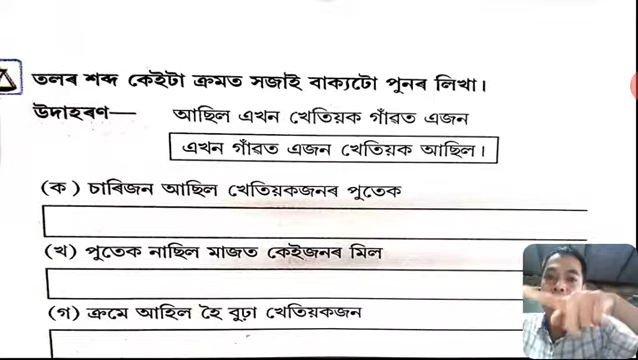 তলৰ শব্দ কেইটা ক্ৰমত সজাই বাক্যটো পুনৰ লিখা।
উদাহৰণ— আছিল এখন খেতিয়ক গাঁৱত এজন
এখন গাঁৱত এজন খেতিয়ক আছিল।
(ক) চাৰিজন আছিল খেতিয়কজনৰ পুতেক
(খ) পুতেক নাছিল মাজত কেইজনৰ মিল
(গ) ক্ৰমে আহিল হৈ বুঢ়া খেতিয়কজন